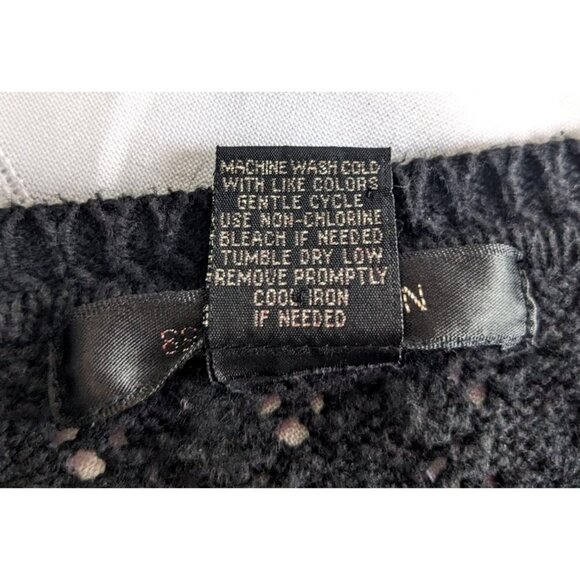 MACHINE WASH COLD
WITH LIKE COLORS
GENTLE CYCLE
USE NON-CHLORINE
BLEACH IF NEEDED
TUMBLE DRY LOW
REMOVE PROMPTLY
COOL IRON
IF NEEDED
N